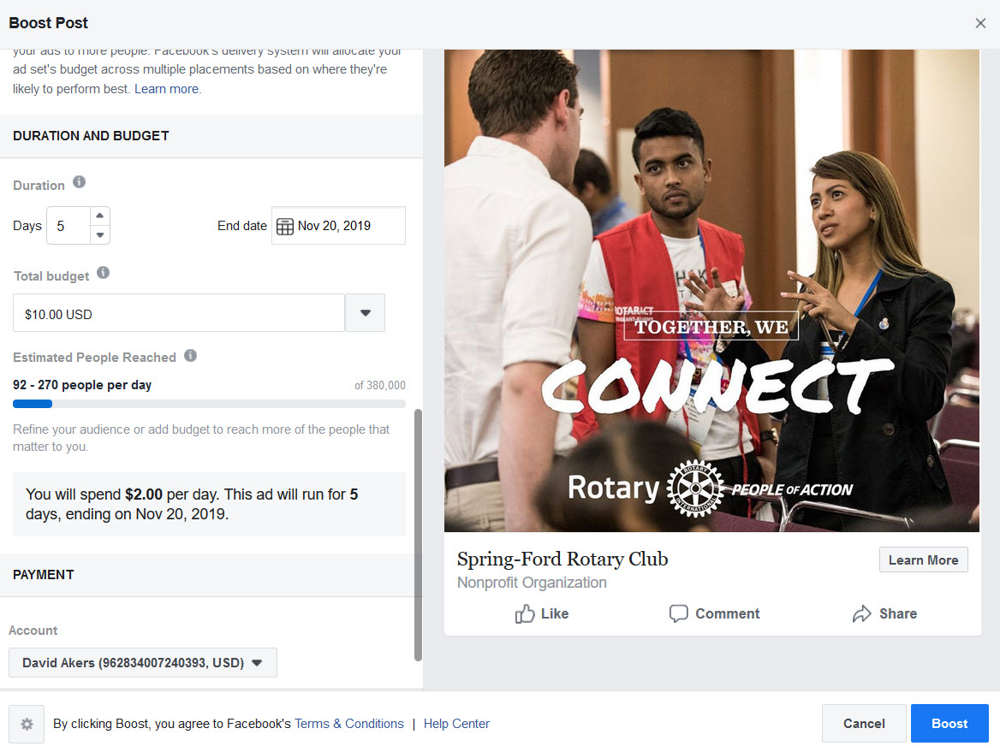 Boost Post
your ads to more people. Facebook's delivery system will allocate your
ad set's budget across multiple placements based on where they're
likely to perform best. Learn more.
DURATION AND BUDGET
Duration
Days 5 End date Nov 20, 2019
Total budget
$10.00 USD
Estimated People Reached
92 - 270 people per day of 380,000
Refine your audience or add budget to reach more of the people that
matter to you.
You will spend $2.00 per day. This ad will run for 5
days, ending on Nov 20, 2019.
PAYMENT
Account
David Akers (962834007240393, USD)
ROTARACT
TOGETHER, WE
CONNECT
Rotary
ROTARY
INTERNATIONAL
PEOPLE OF ACTION
Spring-Ford Rotary Club
Learn More
Nonprofit Organization
Like Comment Share
By clicking Boost, you agree to Facebook's Terms & Conditions | Help Center
Cancel Boost